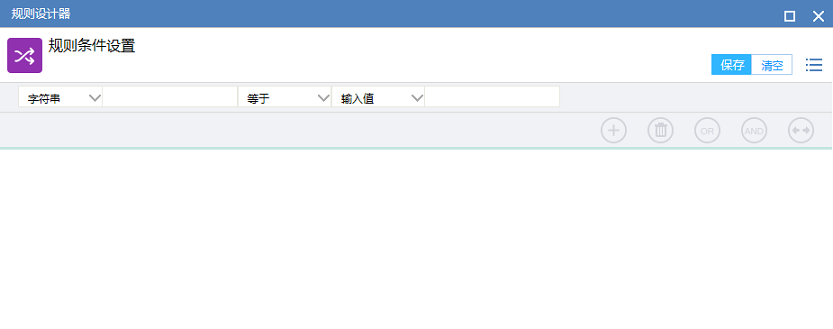 规则设计器
规则条件设置
保存 清空
字符串 等于 输入值
OR AND